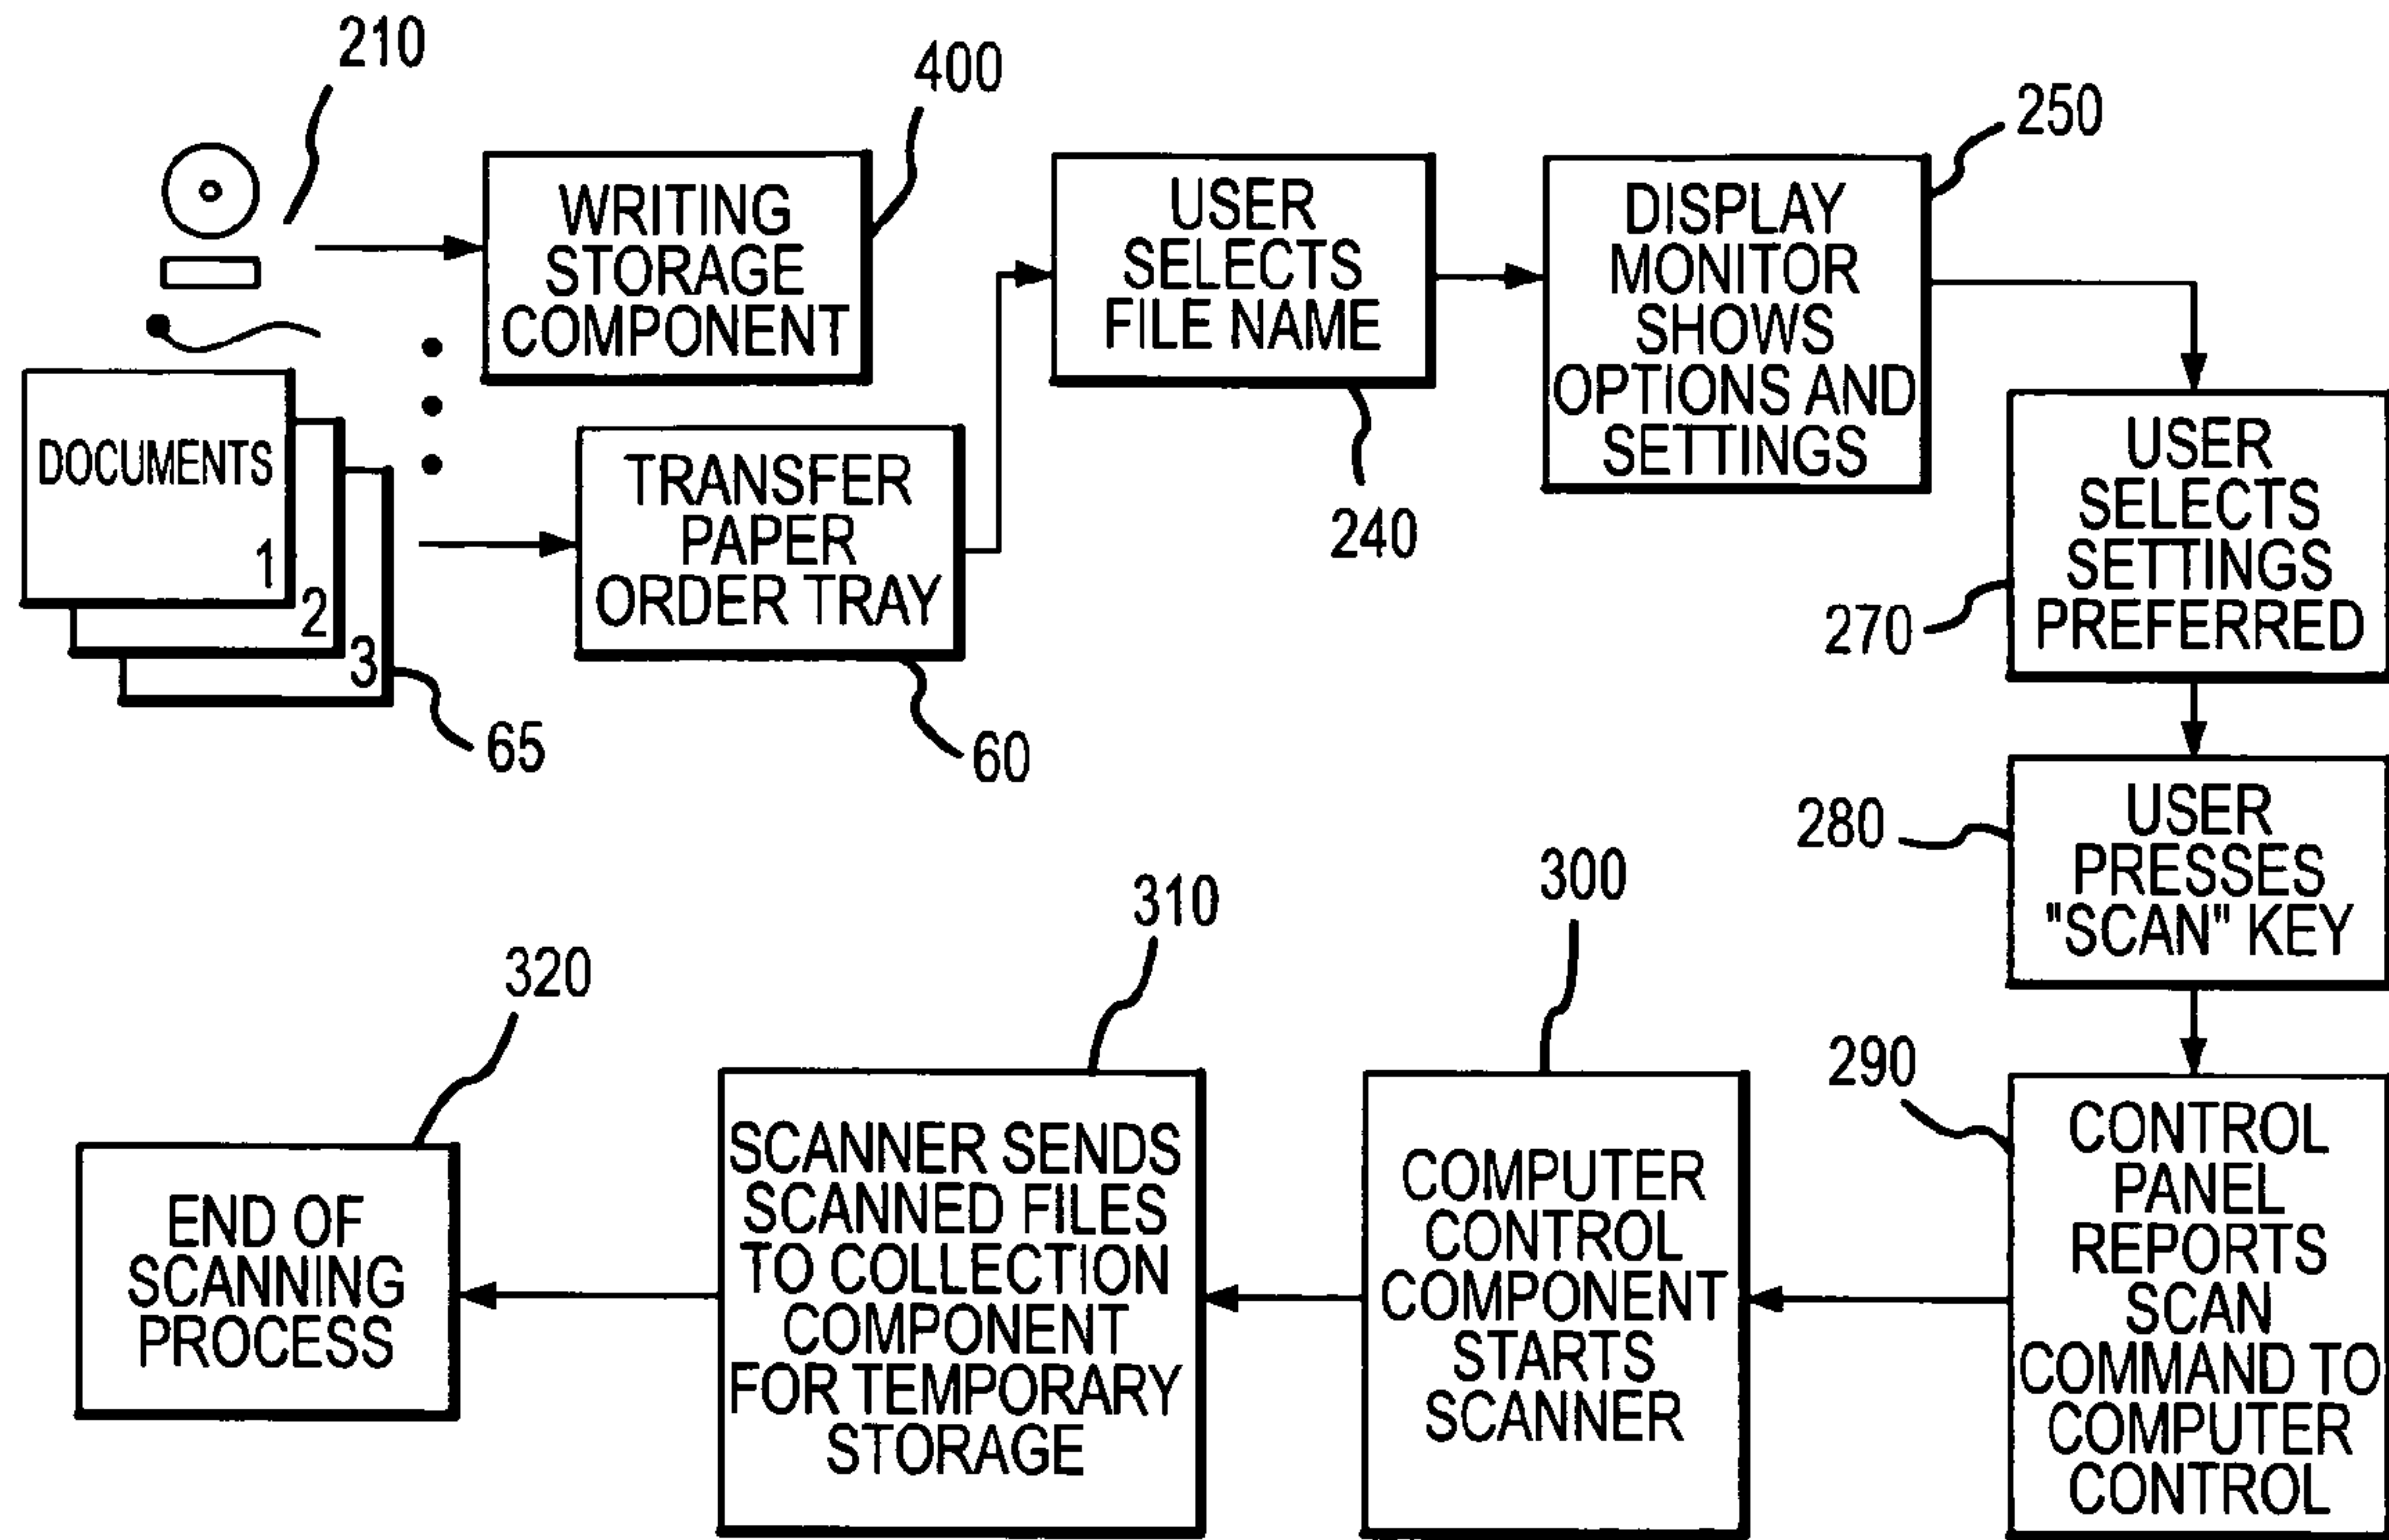 210
400
WRITING
STORAGE
COMPONENT
USER
SELECTS
FILE NAME
240
250
DISPLAY
MONITOR
SHOWS
OPTIONS AND
SETTINGS
DOCUMENTS
1
2
3
65
TRANSFER
PAPER
ORDER TRAY
60
USER
SELECTS
SETTINGS
PREFERRED
270
280
USER
PRESSES
"SCAN" KEY
290
CONTROL
PANEL
REPORTS
SCAN
COMMAND TO
COMPUTER
CONTROL
300
COMPUTER
CONTROL
COMPONENT
STARTS
SCANNER
310
SCANNER SENDS
SCANNED FILES
TO COLLECTION
COMPONENT
FOR TEMPORARY
STORAGE
320
END OF
SCANNING
PROCESS